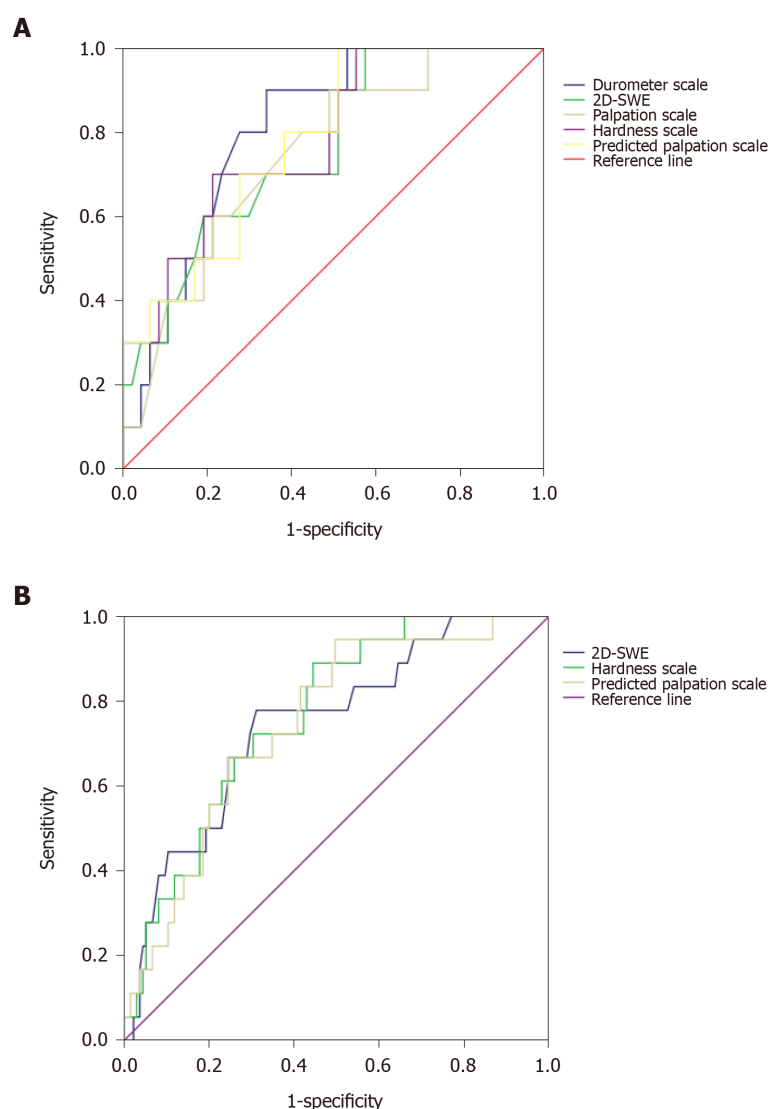 A
1.0
0.8
0.6
0.4
0.2
0.0
Sensitivity
0.0 0.2 0.4 0.6 0.8 1.0
1-specificity
Durometer scale
2D-SWE
Palpation scale
Hardness scale
Predicted palpation scale
Reference line
B
1.0
0.8
0.6
0.4
0.2
0.0
Sensitivity
0.0 0.2 0.4 0.6 0.8 1.0
1-specificity
2D-SWE
Hardness scale
Predicted palpation scale
Reference line